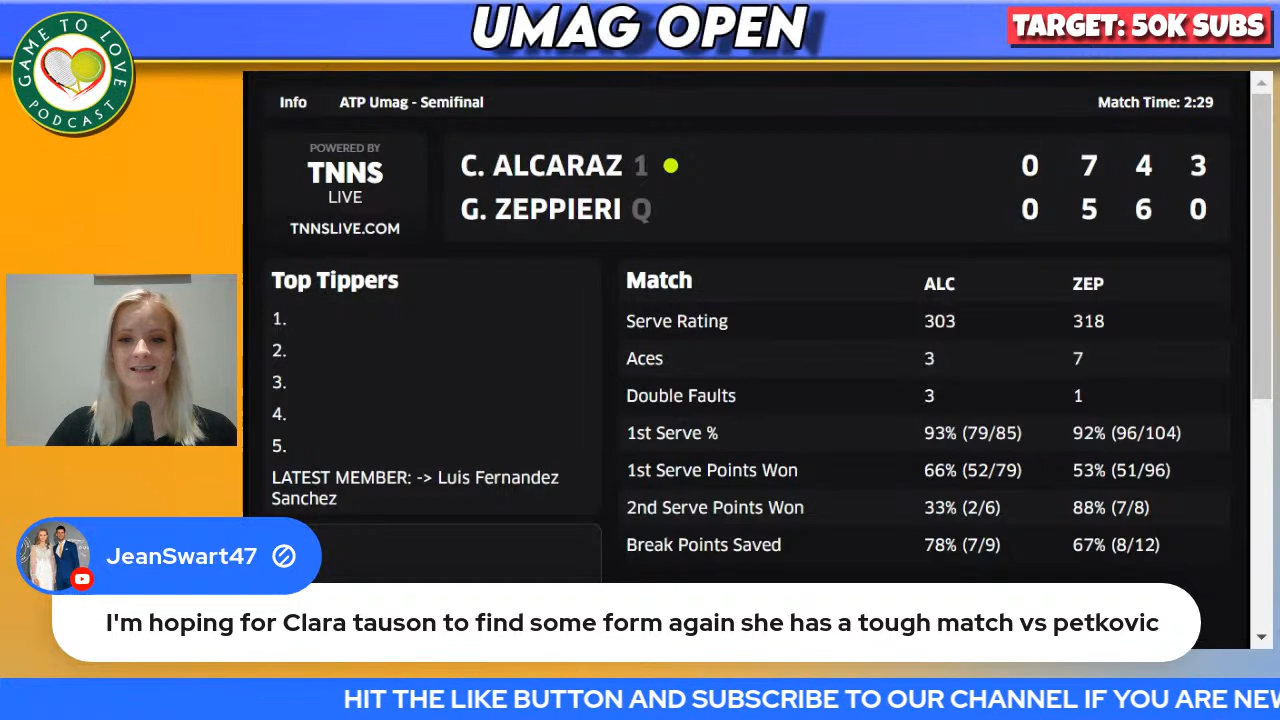 UMAG OPEN
TARGET: 50K SUBS
GAME TO LOVE
PODCAST
Info ATP Umag - Semifinal Match Time: 2:29
POWERED BY
TNNS
LIVE
TNNSLIVE.COM
C. ALCARAZ 1 0 7 4 3
G. ZEPPIERI Q 0 5 6 0
Top Tippers
1.
2.
3.
4.
5.
LATEST MEMBER: -> Luis Fernandez
Sanchez
Match ALC ZEP
Serve Rating 303 318
Aces 3 7
Double Faults 3 1
1st Serve % 93% (79/85) 92% (96/104)
1st Serve Points Won 66% (52/79) 53% (51/96)
2nd Serve Points Won 33% (2/6) 88% (7/8)
Break Points Saved 78% (7/9) 67% (8/12)
JeanSwart47
I'm hoping for Clara tauson to find some form again she has a tough match vs petkovic
HIT THE LIKE BUTTON AND SUBSCRIBE TO OUR CHANNEL IF YOU ARE NEW